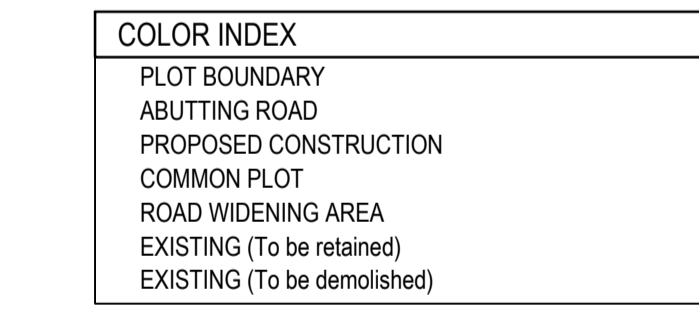 COLOR INDEX
PLOT BOUNDARY
ABUTTING ROAD
PROPOSED CONSTRUCTION
COMMON PLOT
ROAD WIDENING AREA
EXISTING (To be retained)
EXISTING (To be demolished)